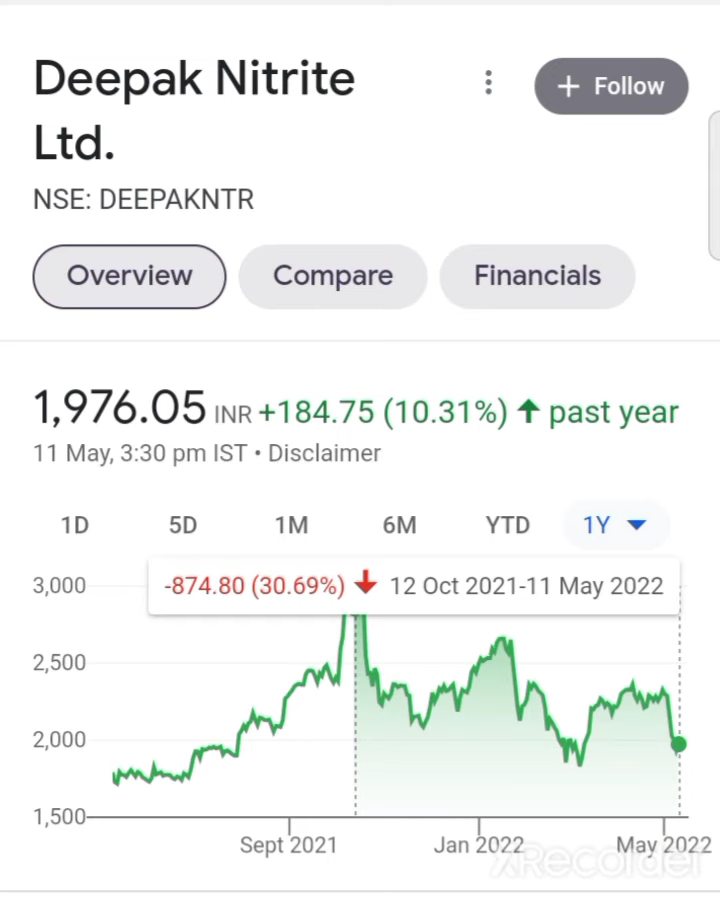 Deepak Nitrite
Ltd.
+ Follow
NSE: DEEPAKNTR
Overview Compare Financials
1,976.05 INR +184.75 (10.31%) ↑ past year
11 May, 3:30 pm IST • Disclaimer
1D 5D 1M 6M YTD 1Y
-874.80 (30.69%) ↓ 12 Oct 2021-11 May 2022
3,000
2,500
2,000
1,500
Sept 2021 Jan 2022 May 2022
XRecorder